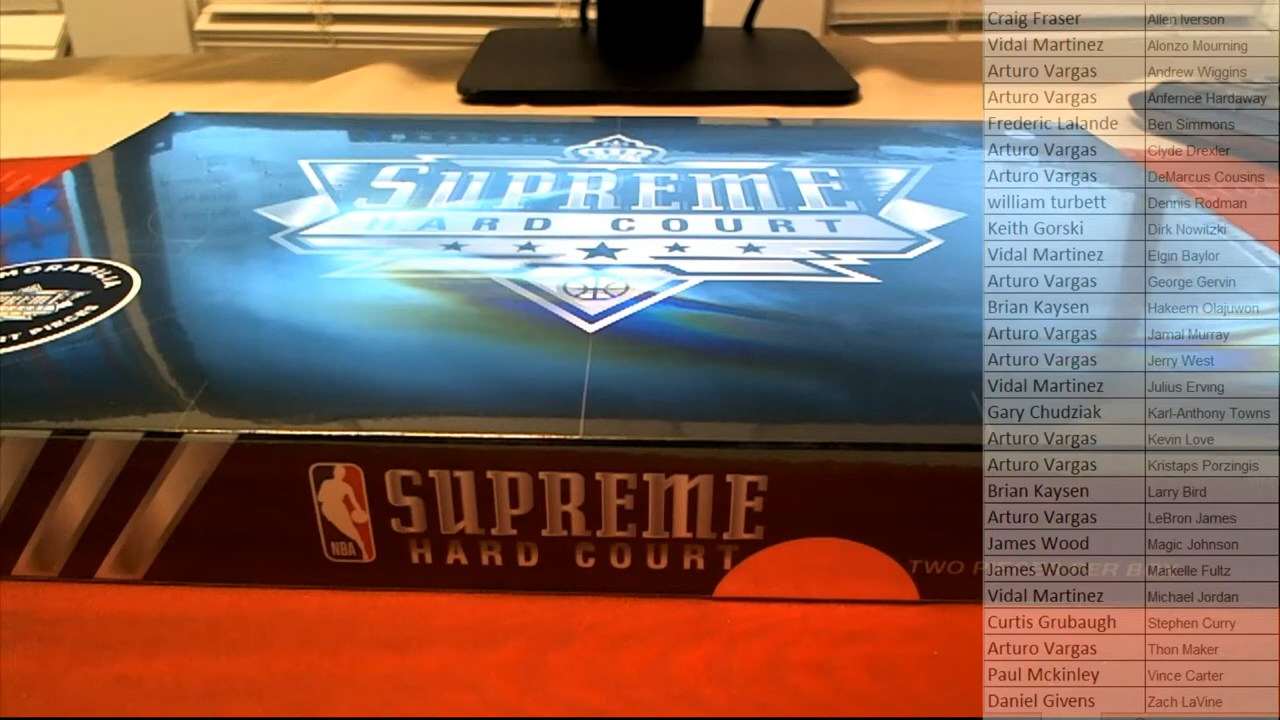 SUPREME
HARD COURT
MEMORABILIA
SUPREME
HARD COURT
NBA
TWO
Craig Fraser Allen Iverson
Vidal Martinez Alonzo Mourning
Arturo Vargas Andrew Wiggins
Arturo Vargas Anfernee Hardaway
Frederic Lalande Ben Simmons
Arturo Vargas Clyde Drexler
Arturo Vargas DeMarcus Cousins
william turbett Dennis Rodman
Keith Gorski Dirk Nowitzki
Vidal Martinez Elgin Baylor
Arturo Vargas George Gervin
Brian Kaysen Hakeem Olajuwon
Arturo Vargas Jamal Murray
Arturo Vargas Jerry West
Vidal Martinez Julius Erving
Gary Chudziak Karl-Anthony Towns
Arturo Vargas Kevin Love
Arturo Vargas Kristaps Porzingis
Brian Kaysen Larry Bird
Arturo Vargas LeBron James
James Wood Magic Johnson
James Wood Markelle Fultz
Vidal Martinez Michael Jordan
Curtis Grubaugh Stephen Curry
Arturo Vargas Thon Maker
Paul Mckinley Vince Carter
Daniel Givens Zach LaVine